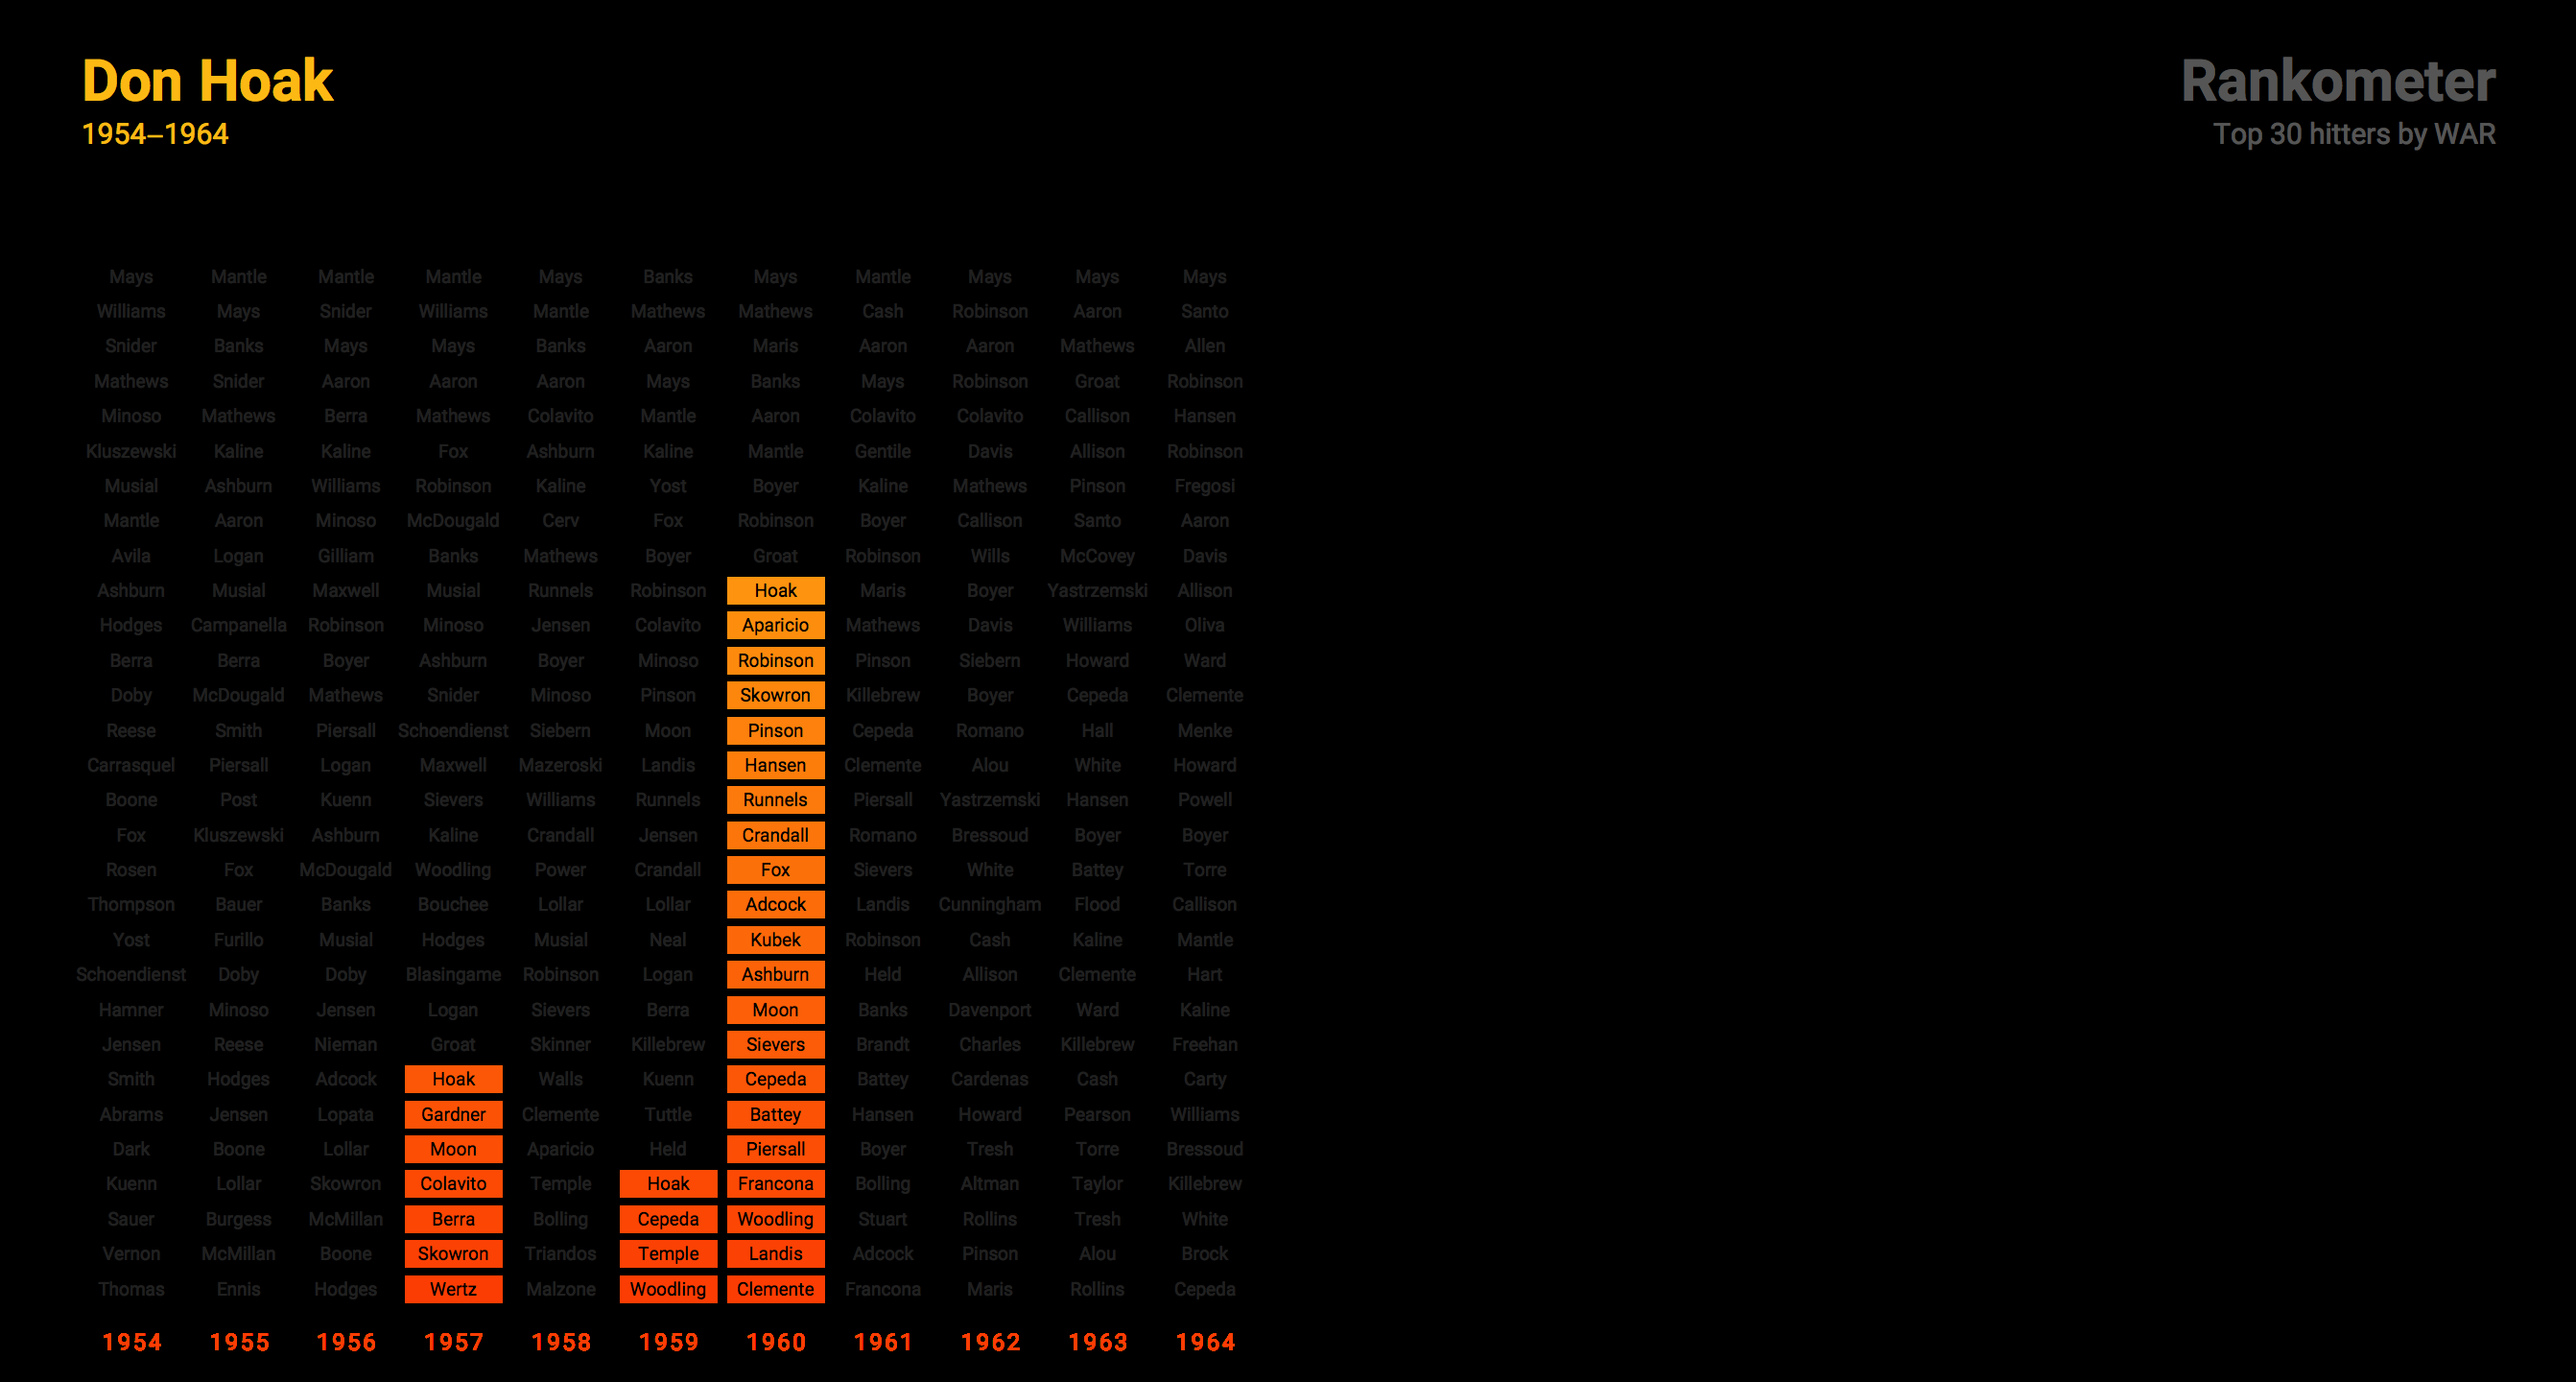 Don Hoak
1954–1964
Rankometer
Top 30 hitters by WAR
Mays Mantle Mantle Mantle Mays Banks Mays Mantle Mays Mays Mays
Williams Mays Snider Williams Mantle Mathews Mathews Cash Robinson Aaron Santo
Snider Banks Mays Mays Banks Aaron Maris Aaron Aaron Mathews Allen
Mathews Snider Aaron Aaron Aaron Mays Banks Mays Robinson Groat Robinson
Minoso Mathews Berra Mathews Colavito Mantle Aaron Colavito Colavito Callison Hansen
Kluszewski Kaline Kaline Fox Ashburn Kaline Mantle Gentile Davis Allison Robinson
Musial Ashburn Williams Robinson Kaline Yost Boyer Kaline Mathews Pinson Fregosi
Mantle Aaron Minoso McDougald Cerv Fox Robinson Boyer Callison Santo Aaron
Avila Logan Gilliam Banks Mathews Boyer Groat Robinson Wills McCovey Davis
Ashburn Musial Maxwell Musial Runnels Robinson Hoak Maris Boyer Yastrzemski Allison
Hodges Campanella Robinson Minoso Jensen Colavito Aparicio Mathews Davis Williams Oliva
Berra Berra Boyer Ashburn Boyer Minoso Robinson Pinson Siebern Howard Ward
Doby McDougald Mathews Snider Minoso Pinson Skowron Killebrew Boyer Cepeda Clemente
Reese Smith Piersall Schoendienst Siebern Moon Pinson Cepeda Romano Hall Menke
Carrasquel Piersall Logan Maxwell Mazeroski Landis Hansen Clemente Alou White Howard
Boone Post Kuenn Sievers Williams Runnels Runnels Piersall Yastrzemski Hansen Powell
Fox Kluszewski Ashburn Kaline Crandall Jensen Crandall Romano Bressoud Boyer Boyer
Rosen Fox McDougald Woodling Power Crandall Fox Sievers White Battey Torre
Thompson Bauer Banks Bouchee Lollar Lollar Adcock Landis Cunningham Flood Callison
Yost Furillo Musial Hodges Musial Neal Kubek Robinson Cash Kaline Mantle
Schoendienst Doby Doby Blasingame Robinson Logan Ashburn Held Allison Clemente Hart
Hamner Minoso Jensen Logan Sievers Berra Moon Banks Davenport Ward Kaline
Jensen Reese Nieman Groat Skinner Killebrew Sievers Brandt Charles Killebrew Freehan
Smith Hodges Adcock Hoak Walls Kuenn Cepeda Battey Cardenas Cash Carty
Abrams Jensen Lopata Gardner Clemente Tuttle Battey Hansen Howard Pearson Williams
Dark Boone Lollar Moon Aparicio Held Piersall Boyer Tresh Torre Bressoud
Kuenn Lollar Skowron Colavito Temple Hoak Francona Bolling Altman Taylor Killebrew
Sauer Burgess McMillan Berra Bolling Cepeda Woodling Stuart Rollins Tresh White
Vernon McMillan Boone Skowron Triandos Temple Landis Adcock Pinson Alou Brock
Thomas Ennis Hodges Wertz Malzone Woodling Clemente Francona Maris Rollins Cepeda
1954 1955 1956 1957 1958 1959 1960 1961 1962 1963 1964